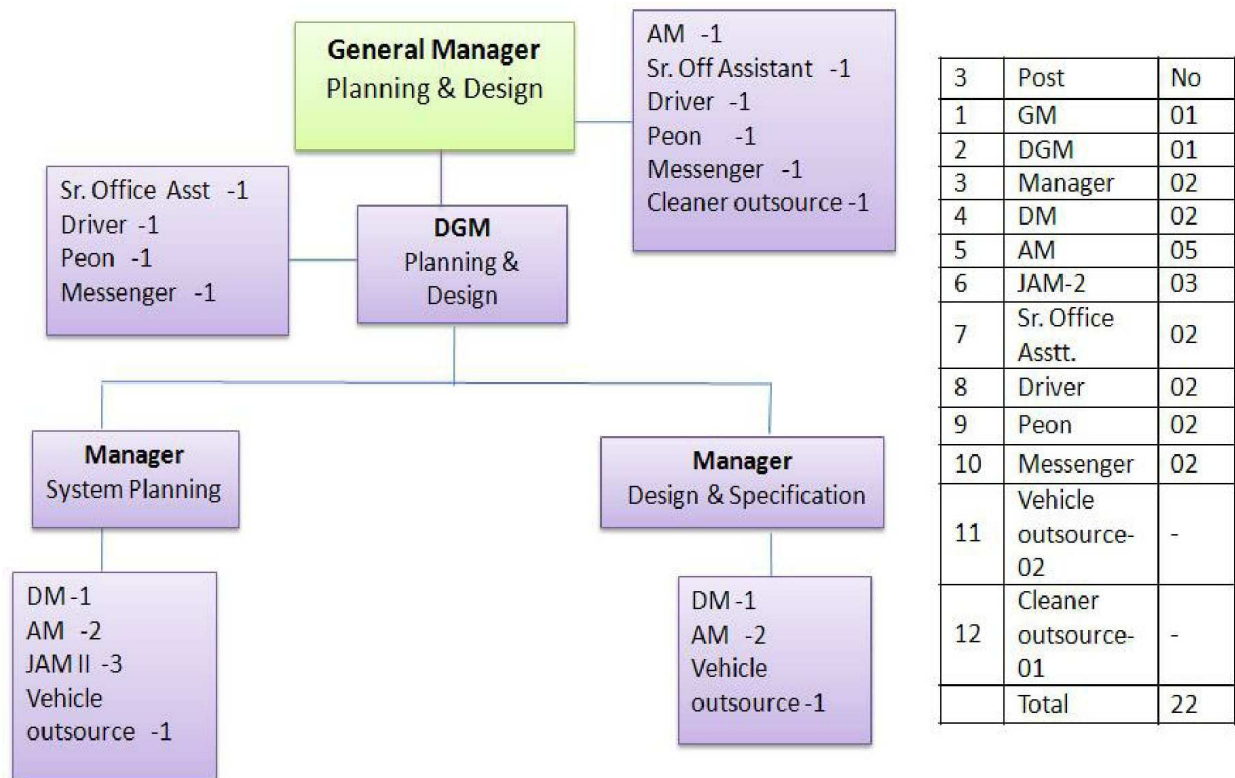 General Manager
Planning & Design
AM -1
Sr. Off Assistant -1
Driver -1
Peon -1
Messenger -1
Cleaner outsource -1
Sr. Office Asst -1
Driver -1
Peon -1
Messenger -1
DGM
Planning &
Design
Manager
System Planning
Manager
Design & Specification
DM -1
AM -2
JAM II -3
Vehicle
outsource -1
DM -1
AM -2
Vehicle
outsource -1
3 Post No
1 GM 01
2 DGM 01
3 Manager 02
4 DM 02
5 AM 05
6 JAM-2 03
7 Sr. Office
Asstt. 02
8 Driver 02
9 Peon 02
10 Messenger 02
11 Vehicle
outsource- -
02
12 Cleaner
outsource- -
01
Total 22